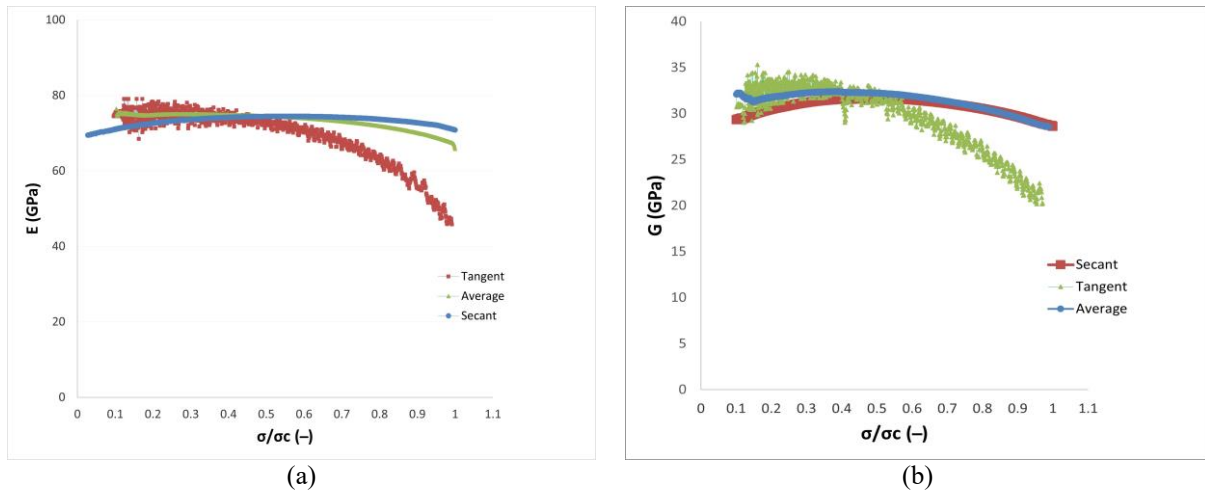 100
80
60
40
20
0
E (GPa)
0 0.1 0.2 0.3 0.4 0.5 0.6 0.7 0.8 0.9 1 1.1
σ/σc (–)
Tangent
Average
Secant
(a)
40
35
30
25
20
15
10
5
0
G (GPa)
0 0.1 0.2 0.3 0.4 0.5 0.6 0.7 0.8 0.9 1 1.1
σ/σc (–)
Secant
Tangent
Average
(b)